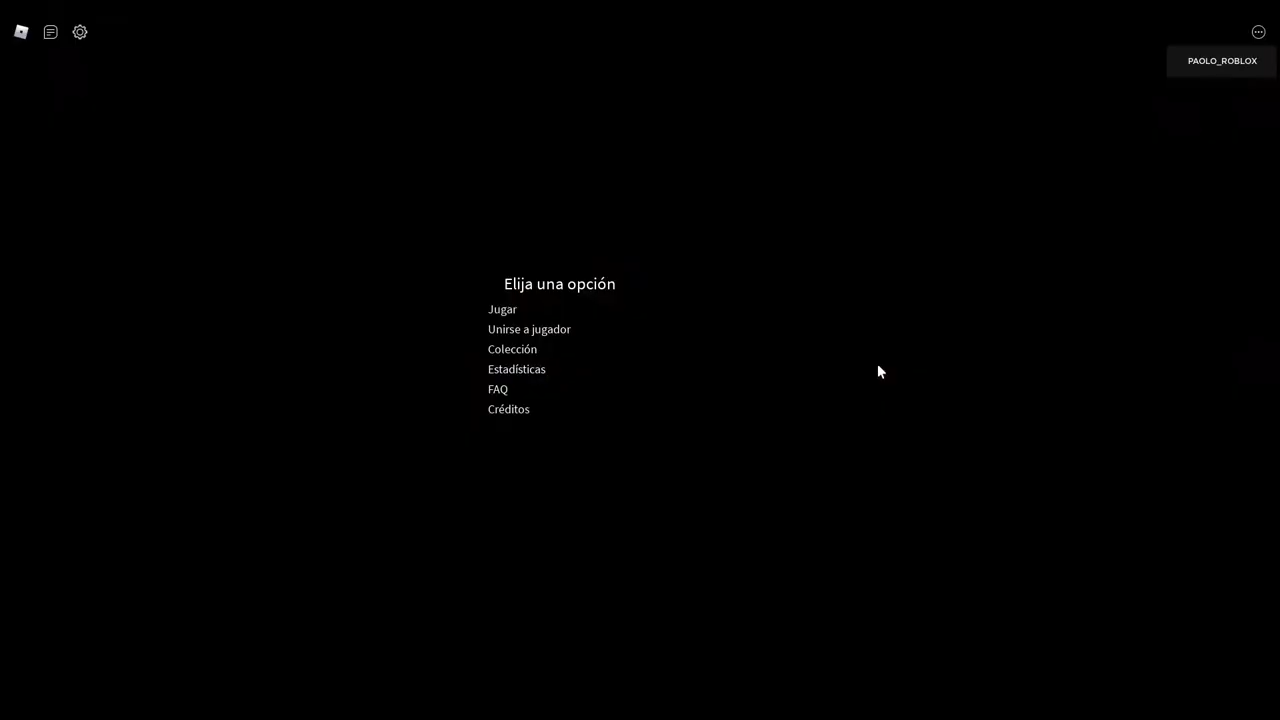 PAOLO_ROBLOX
Elija una opción
Jugar
Unirse a jugador
Colección
Estadísticas
FAQ
Créditos